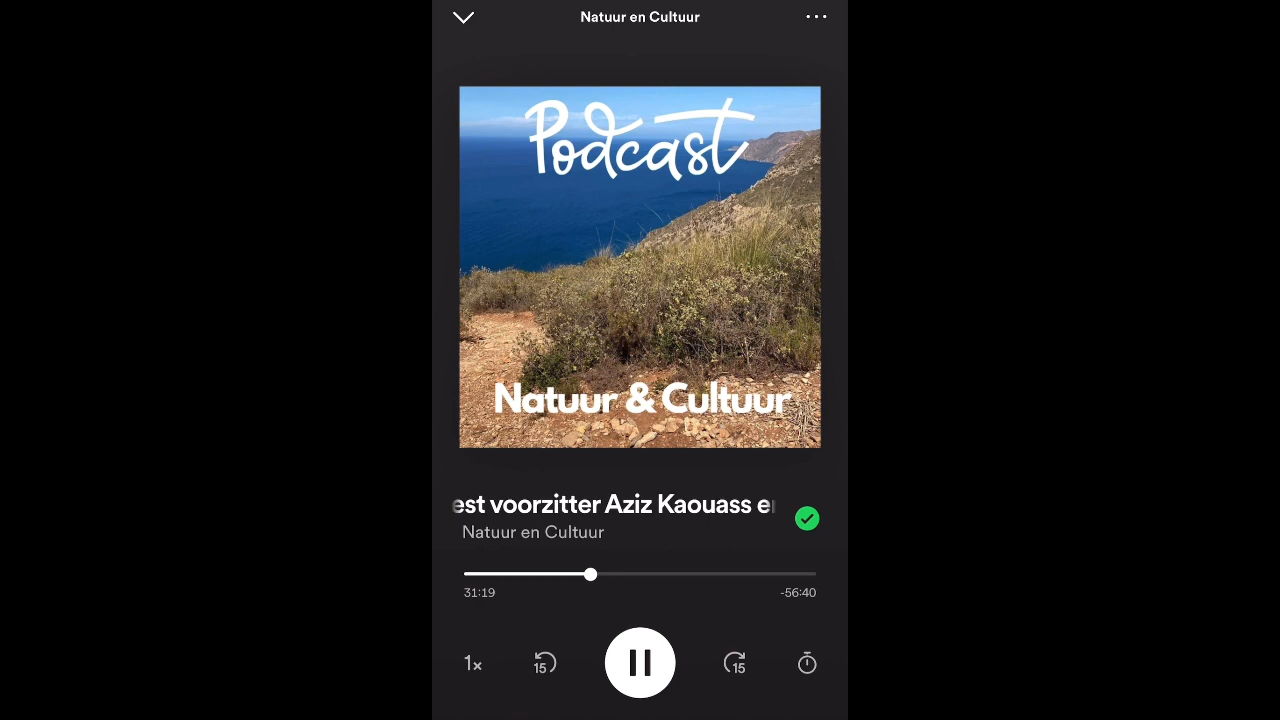 Natuur en Cultuur
Podcast
Natuur & Cultuur
est voorzitter Aziz Kaouass e
Natuur en Cultuur
31:19
-56:40
1x
15
15